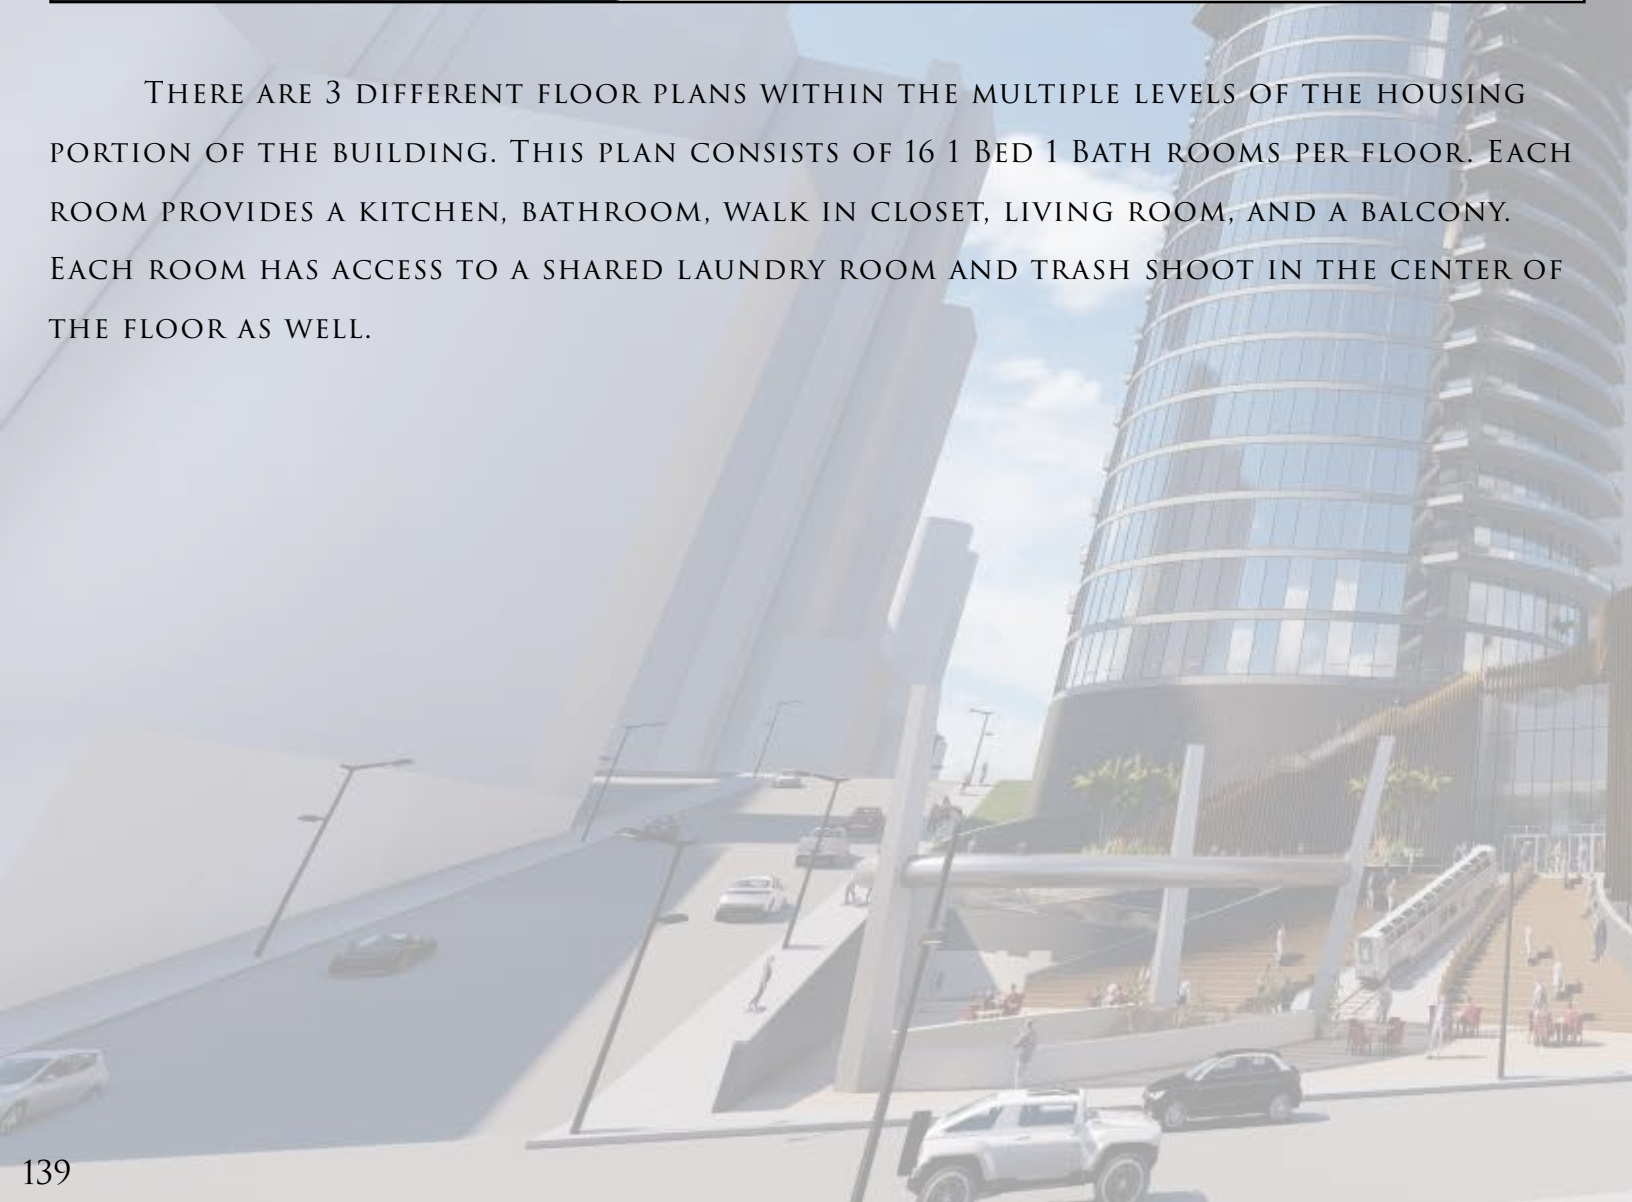 There are 3 different floor plans within the multiple levels of the housing
portion of the building. This plan consists of 16 1 Bed 1 Bath rooms per floor. Each
room provides a kitchen, bathroom, walk in closet, living room, and a balcony.
Each room has access to a shared laundry room and trash shoot in the center of
the floor as well.
139